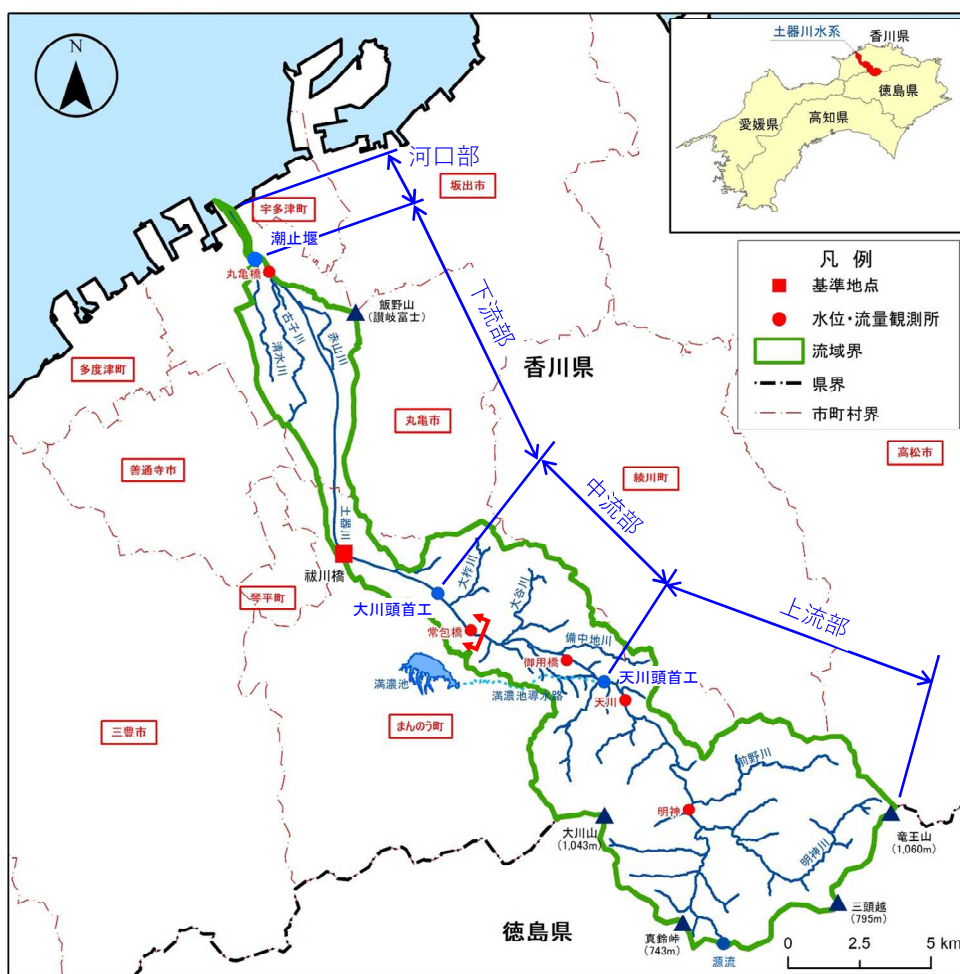 N
土器川水系
香川県
徳島県
愛媛県
高知県
河口部
坂出市
宇多津町
潮止堰
丸亀橋
飯野山
(讃岐富士)
下流部
凡 例
基準地点
水位・流量観測所
流域界
県界
市町村界
古子川
清水川
赤山川
多度津町
香川県
丸亀市
善通寺市
高松市
綾川町
中流部
土器川
祓川橋
大柞川
琴平町
大川頭首工
大谷川
常包橋
備中地川
御用橋
上流部
天川頭首工
満濃池
満濃池導水路
天川
三豊市
まんのう町
前野川
明神
大川山
(1,043m)
竜王山
(1,060m)
明神川
三頭越
(795m)
徳島県
真鈴峠
(743m)
源流
0 2.5 5 km